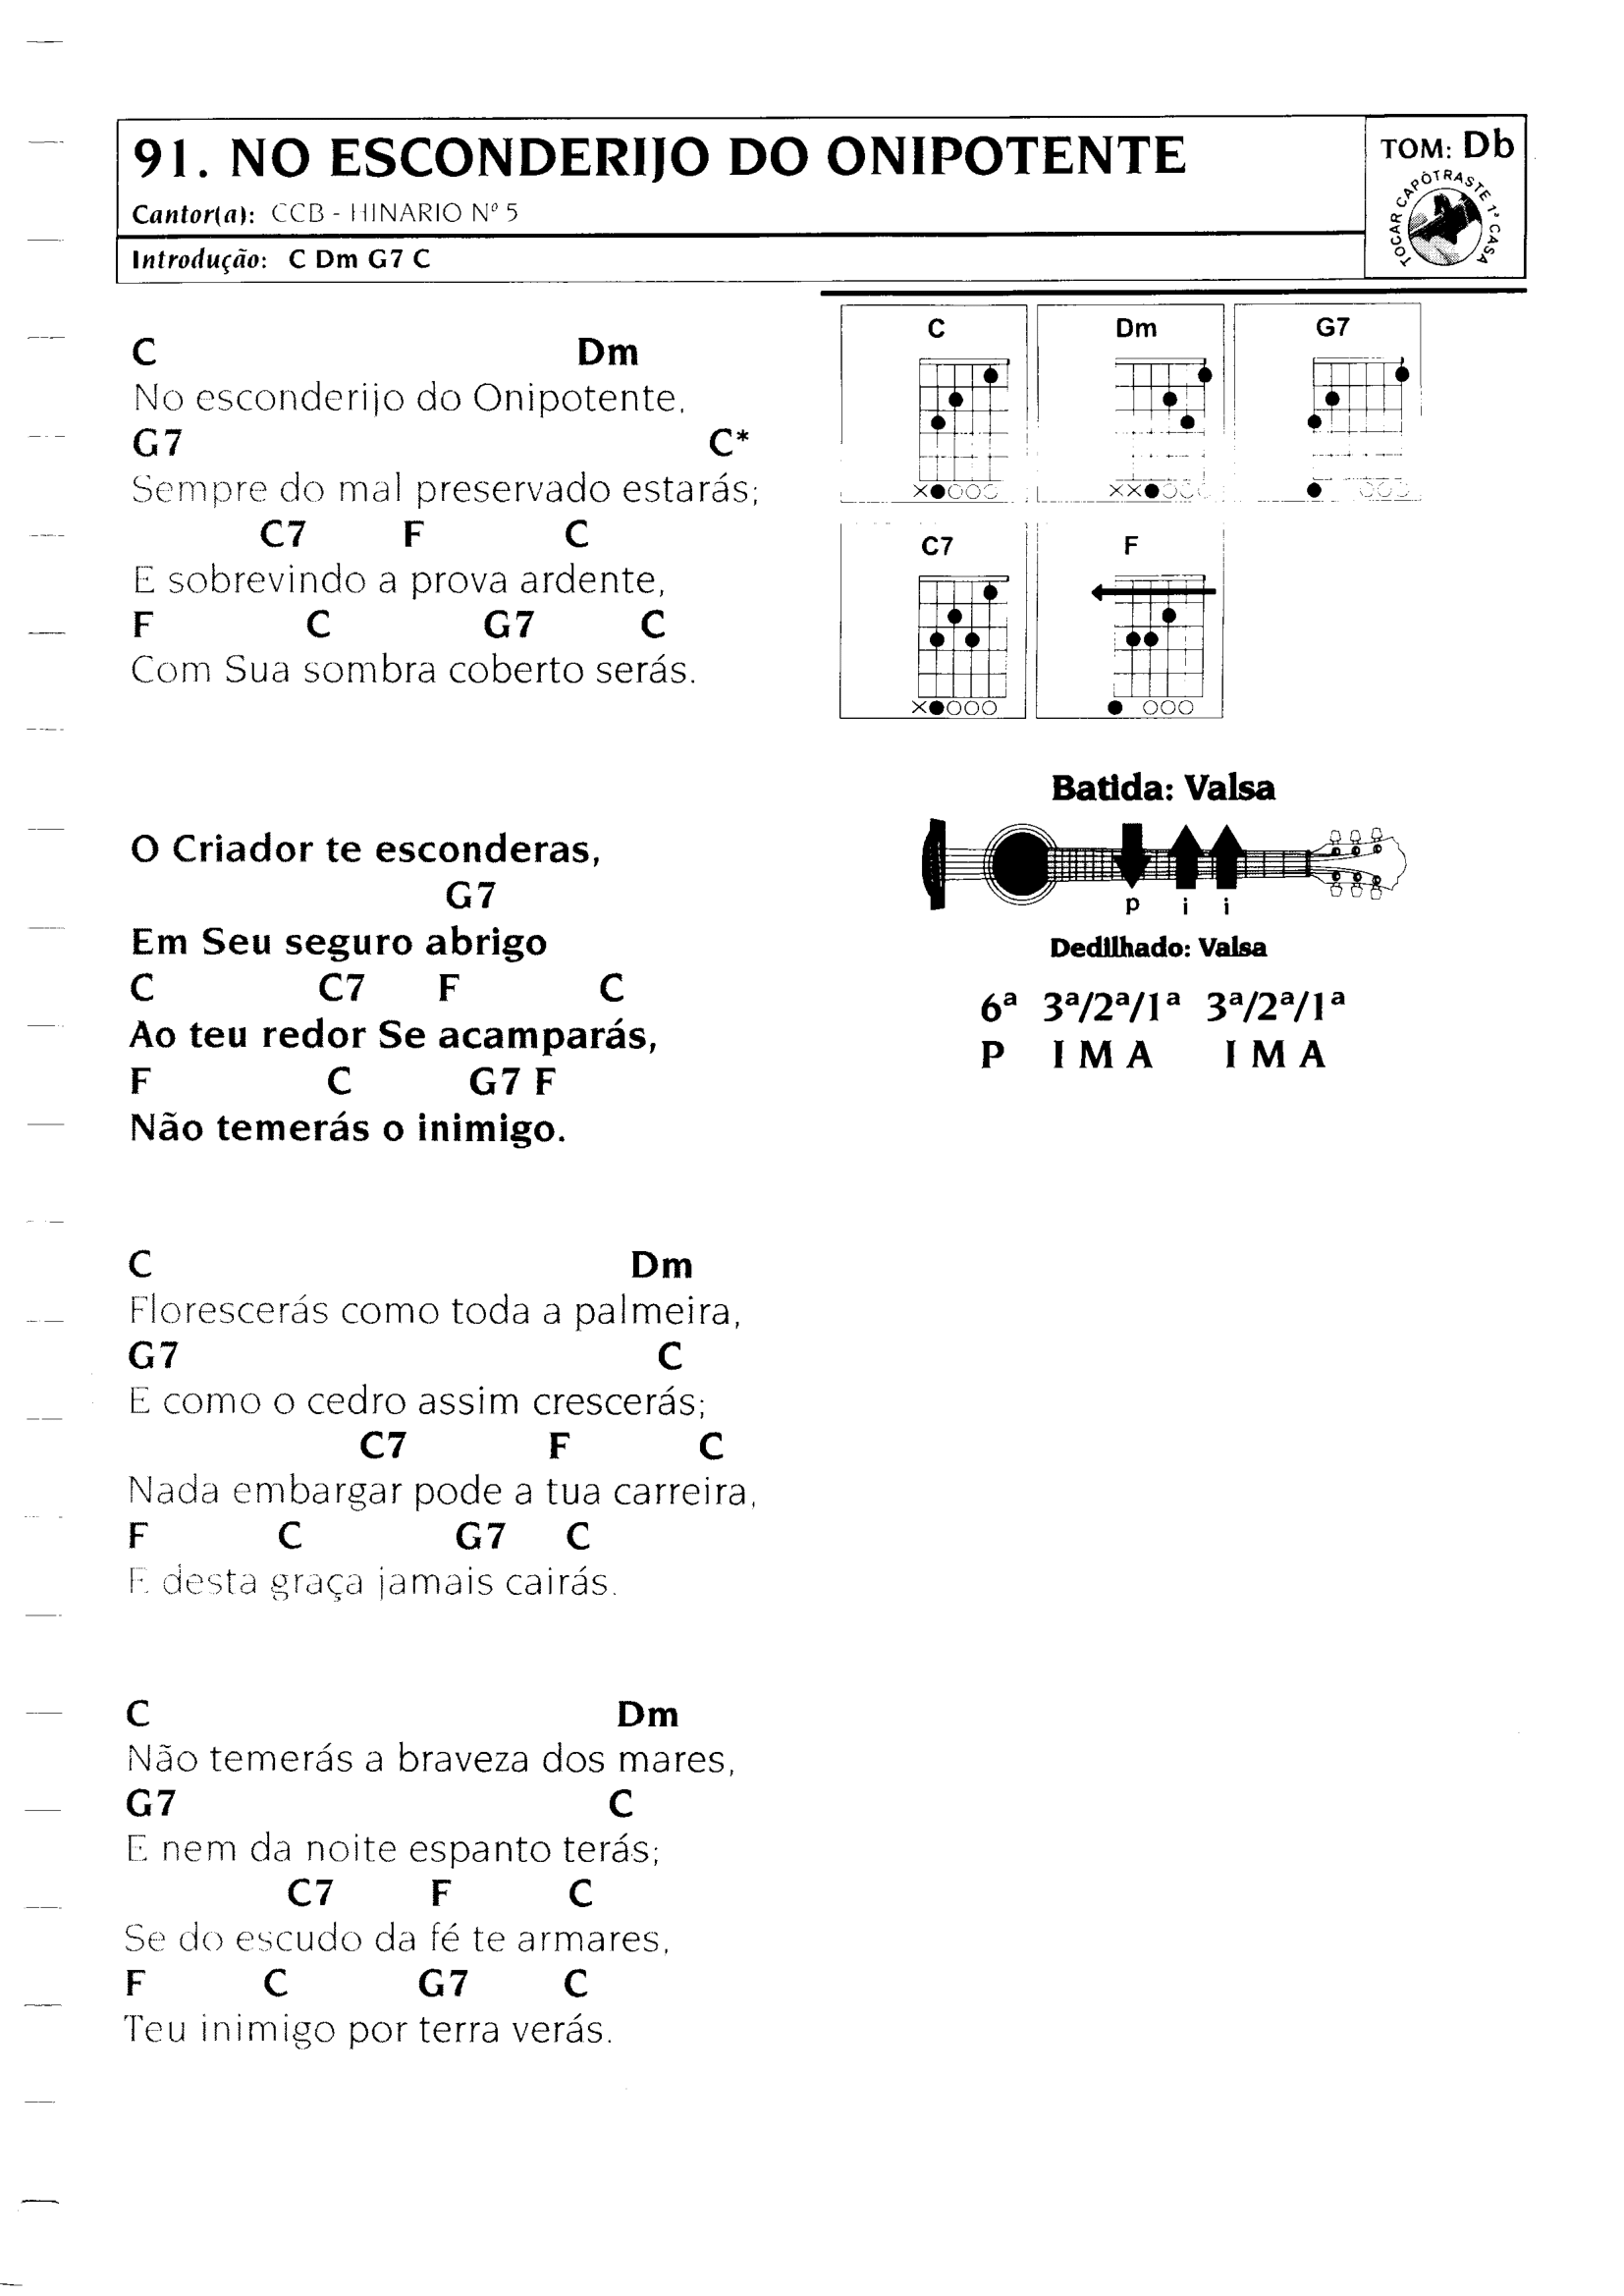 91. NO ESCONDERIJO DO ONIPOTENTE
Cantor(a): CCB - HINARIO Nº 5
Introdução: C Dm G7 C
TOM: Db
TOCAR CAPÔTRASTE 1ª CASA
C Dm
No esconderijo do Onipotente,
G7 C*
Sempre do mal preservado estarás;
C7 F C
E sobrevindo a prova ardente,
F C G7 C
Com Sua sombra coberto serás.
O Criador te esconderas,
G7
Em Seu seguro abrigo
C C7 F C
Ao teu redor Se acamparás,
F C G7 F
Não temerás o inimigo.
C Dm
Florescerás como toda a palmeira,
G7 C
E como o cedro assim crescerás;
C7 F C
Nada embargar pode a tua carreira,
F C G7 C
E desta graça jamais cairás.
C Dm
Não temerás a braveza dos mares,
G7 C
E nem da noite espanto terás;
C7 F C
Se do escudo da fé te armares,
F C G7 C
Teu inimigo por terra verás.
C Dm G7
C7 F
Batida: Valsa
p i i
Dedilhado: Valsa
6ª 3ª/2ª/1ª 3ª/2ª/1ª
P I M A I M A